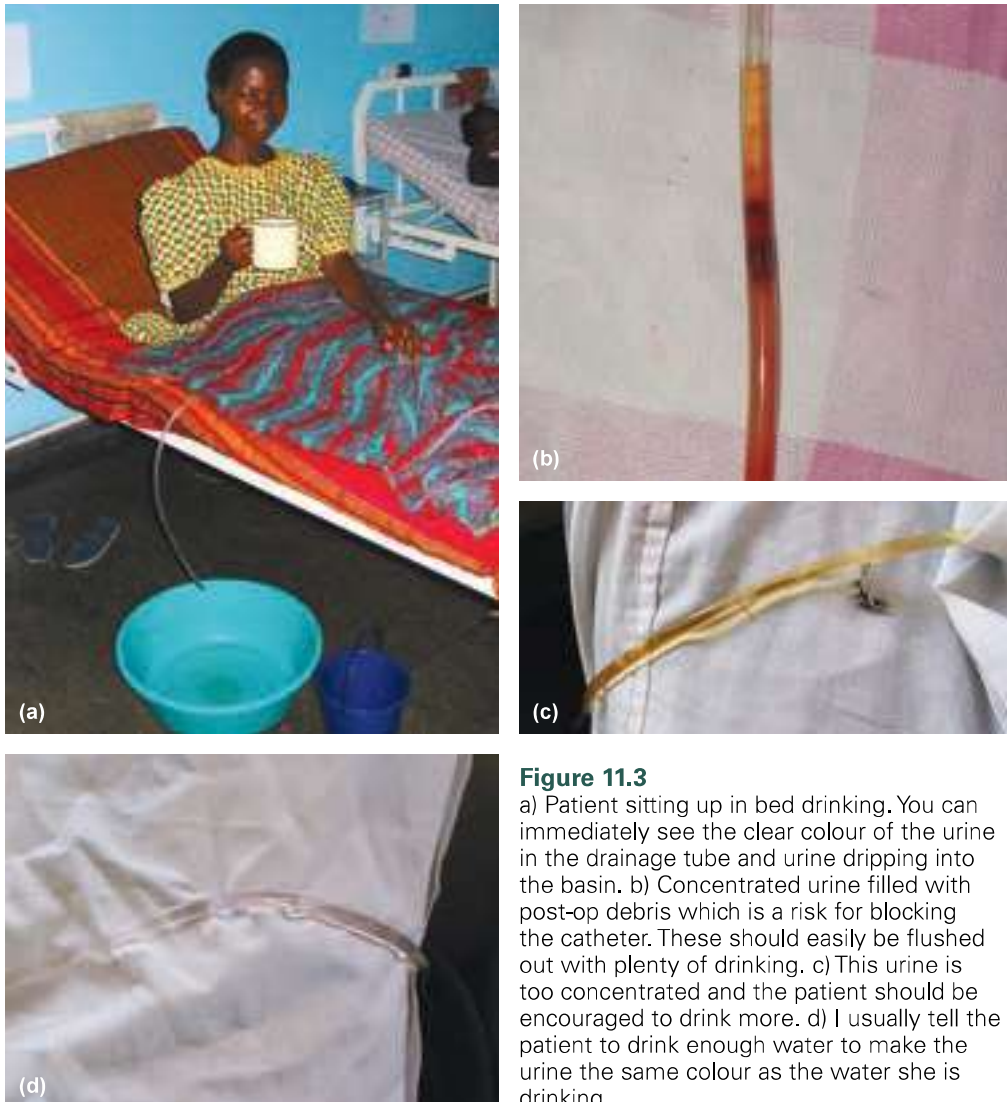 (a)
(b)
(c)
(d)
Figure 11.3
a) Patient sitting up in bed drinking. You can
immediately see the clear colour of the urine
in the drainage tube and urine dripping into
the basin. b) Concentrated urine filled with
post-op debris which is a risk for blocking
the catheter. These should easily be flushed
out with plenty of drinking. c) This urine is
too concentrated and the patient should be
encouraged to drink more. d) I usually tell the
patient to drink enough water to make the
urine the same colour as the water she is
drinking